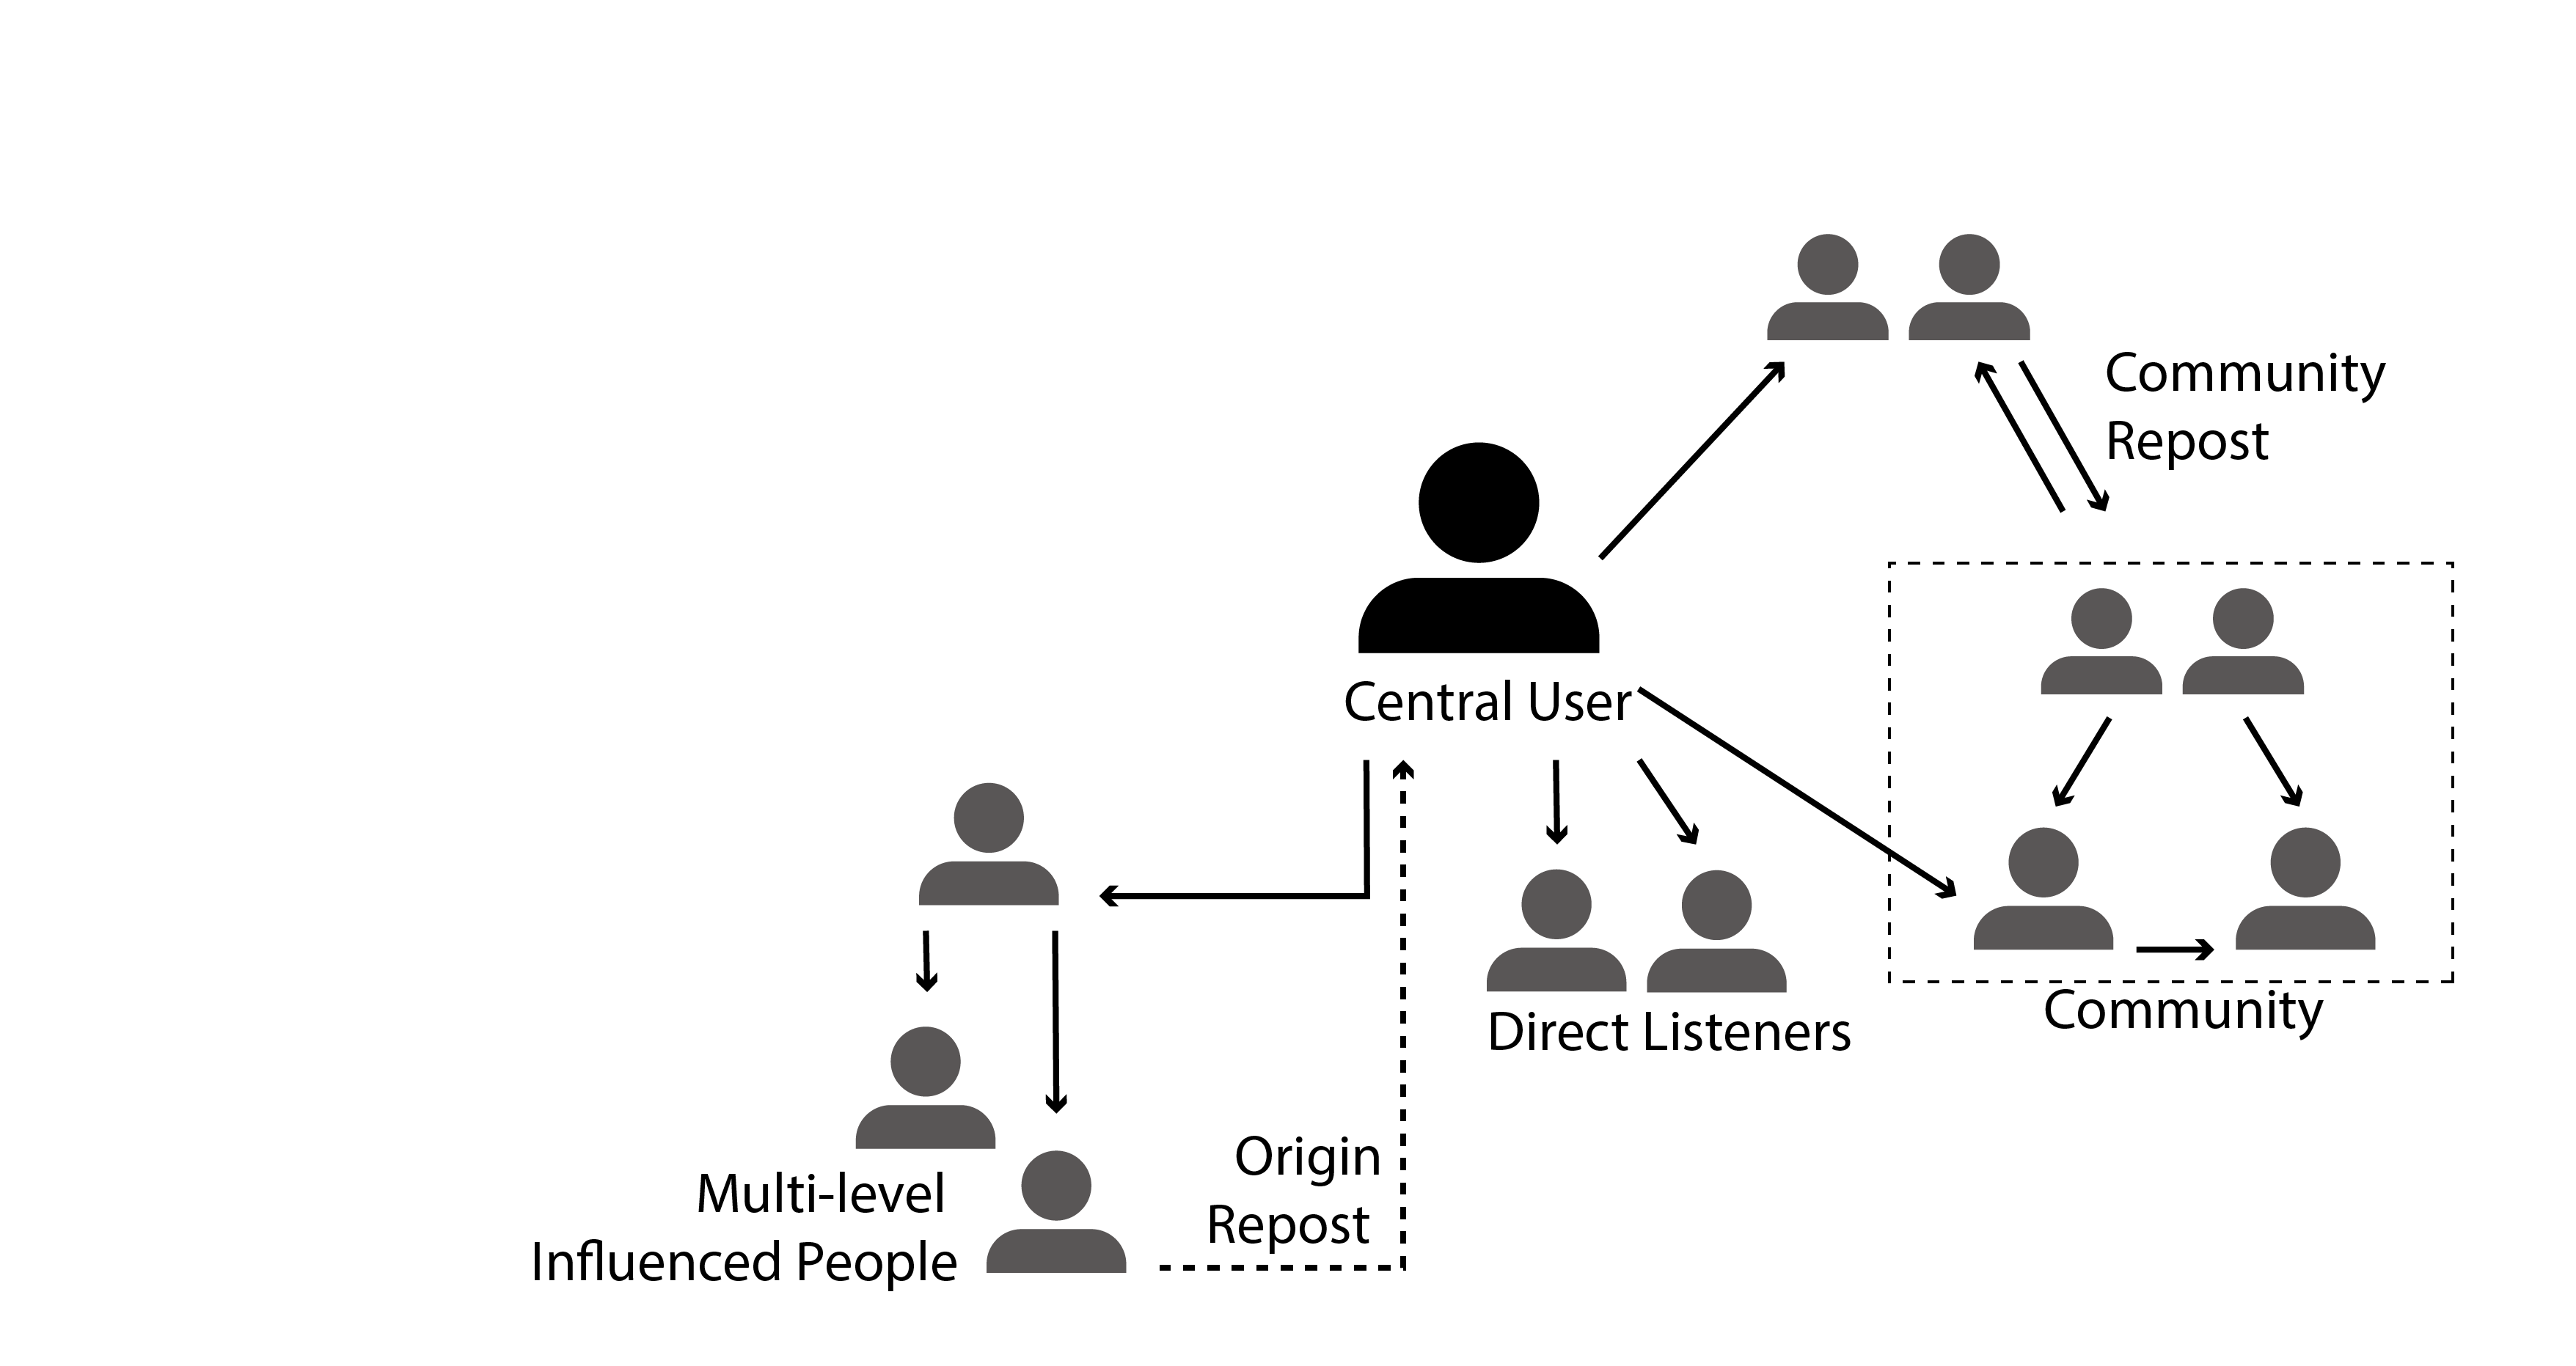 Community
Repost
Central User
Direct Listeners
Community
Origin
Repost
Multi-level
Influenced People